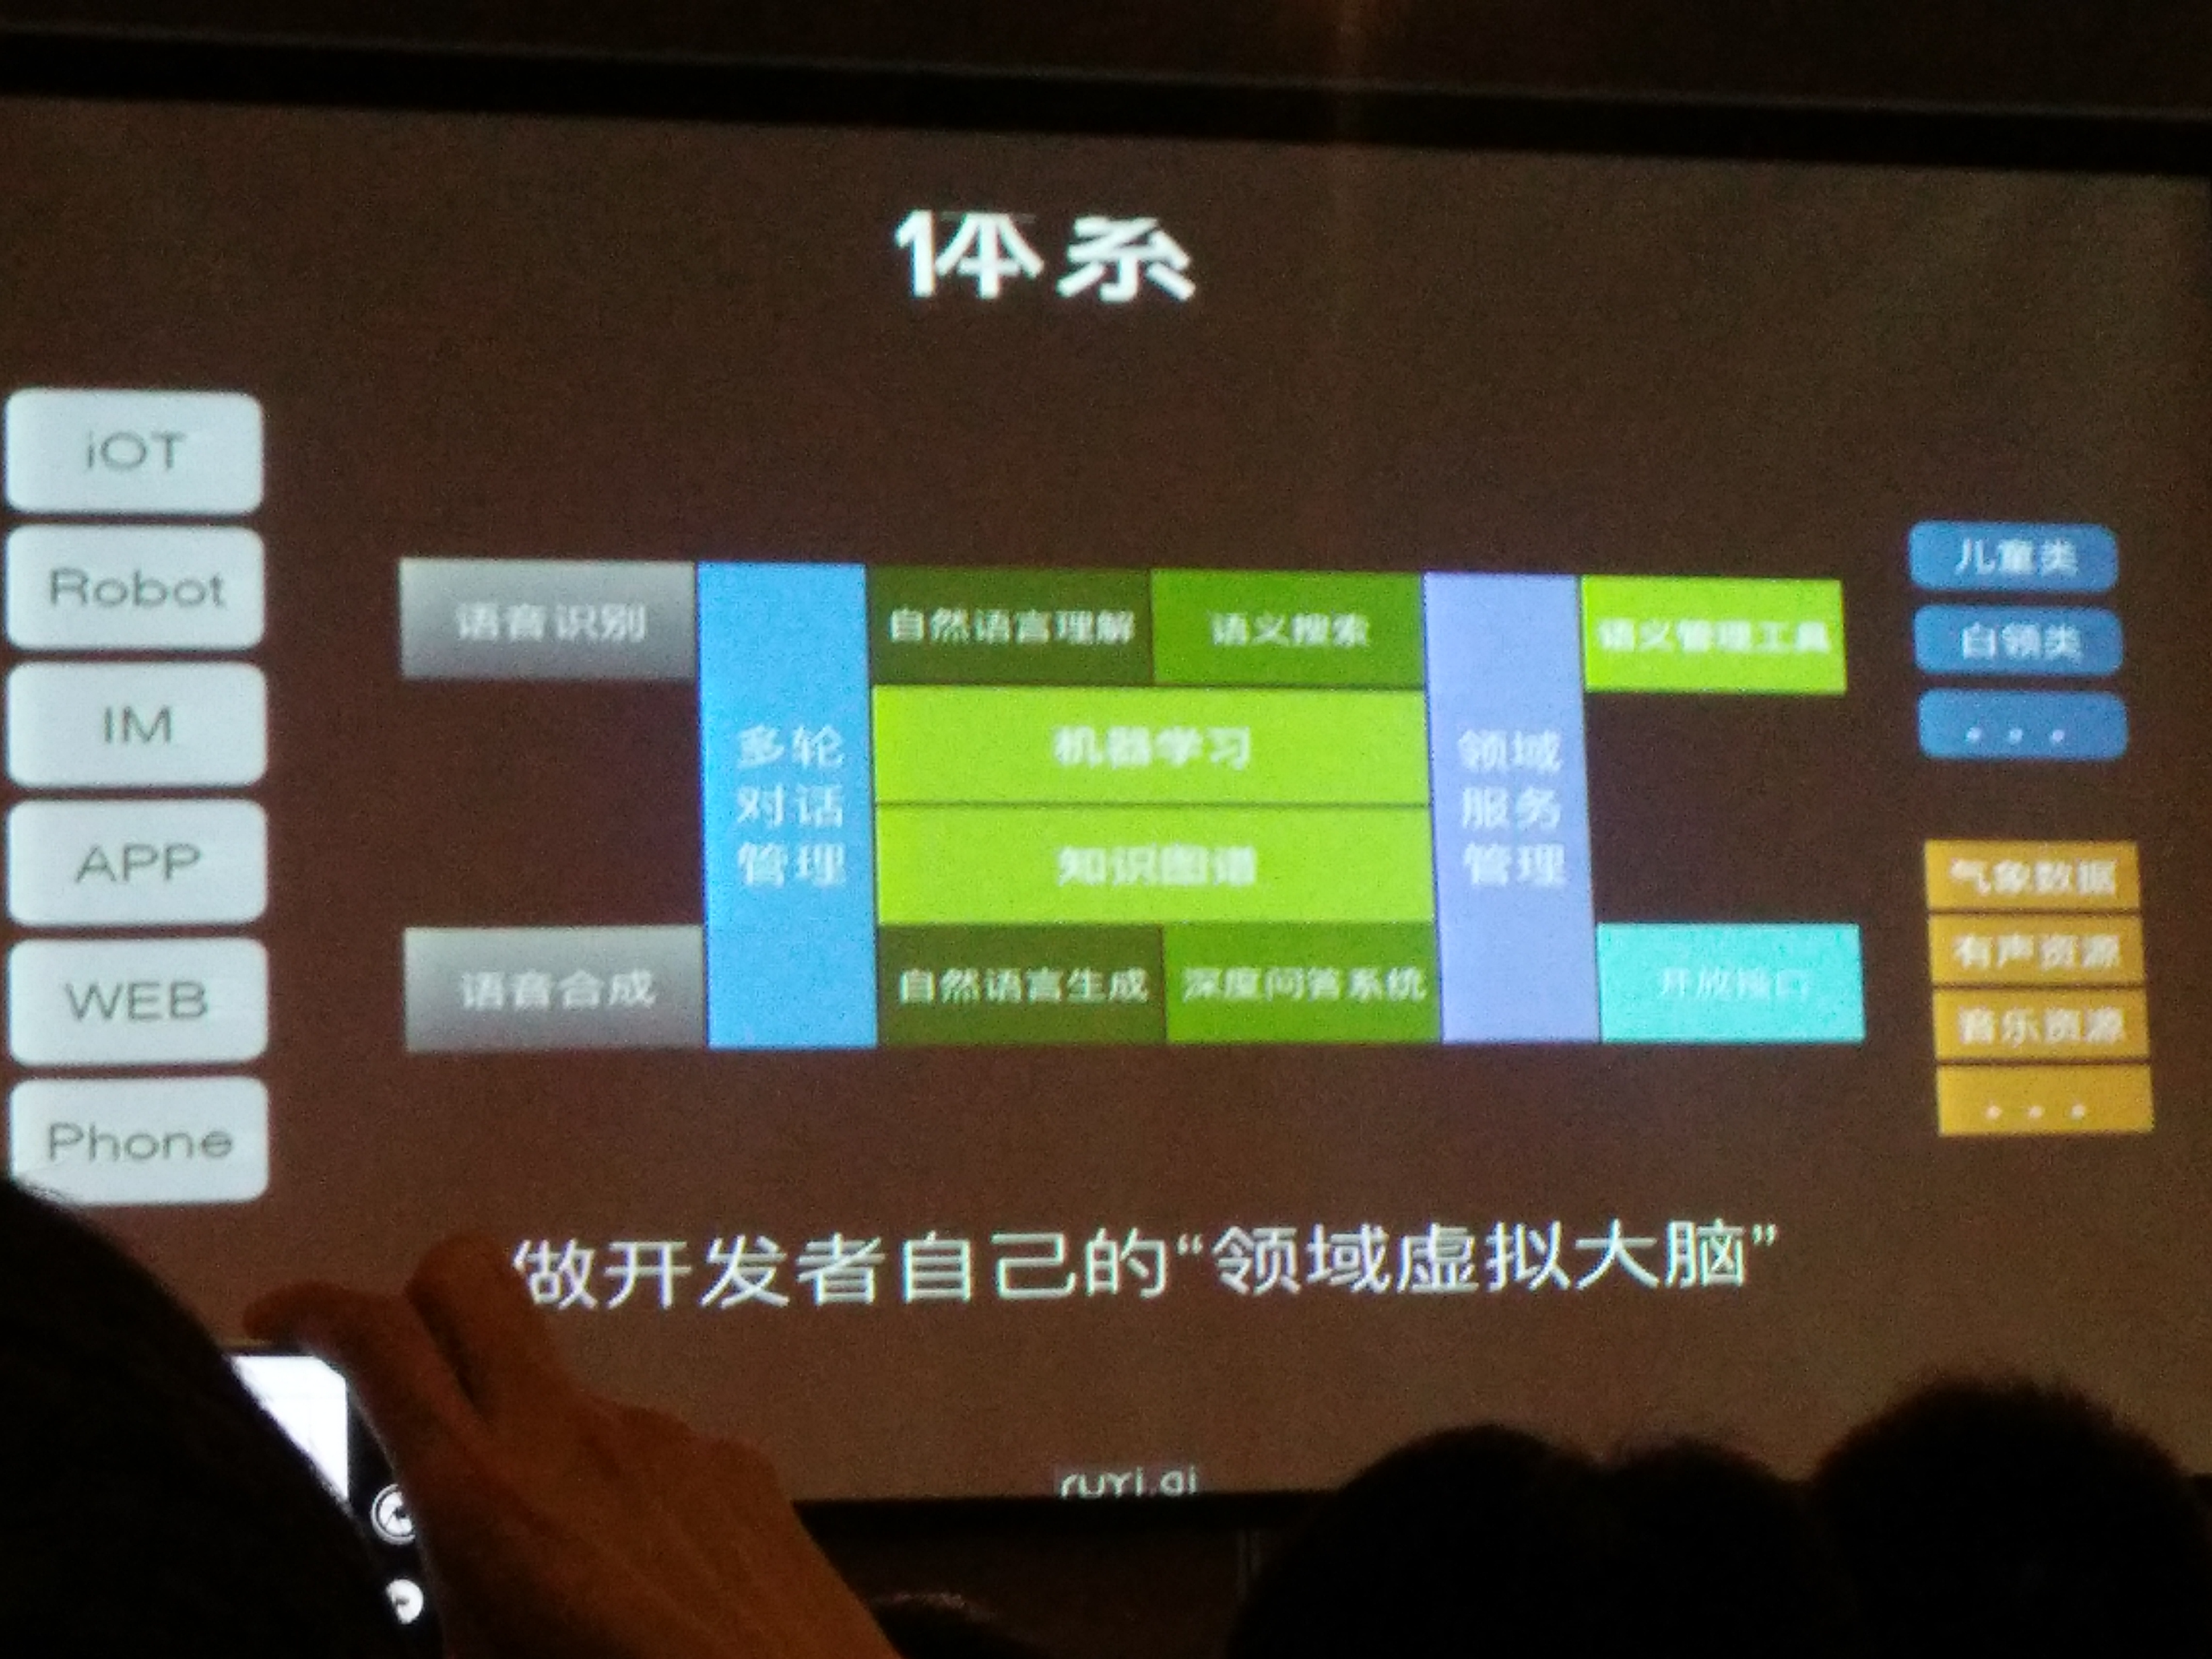 体系
iOT
Robot
IM
APP
WEB
Phone
语音识别
语音合成
多轮
对话
管理
自然语言理解
语义搜索
机器学习
知识图谱
自然语言生成
深度问答系统
领域
服务
管理
语义管理工具
开放接口
儿童类
白领类
...
气象数据
有声资源
音乐资源
...
做开发者自己的“领域虚拟大脑”
ruyi.ai